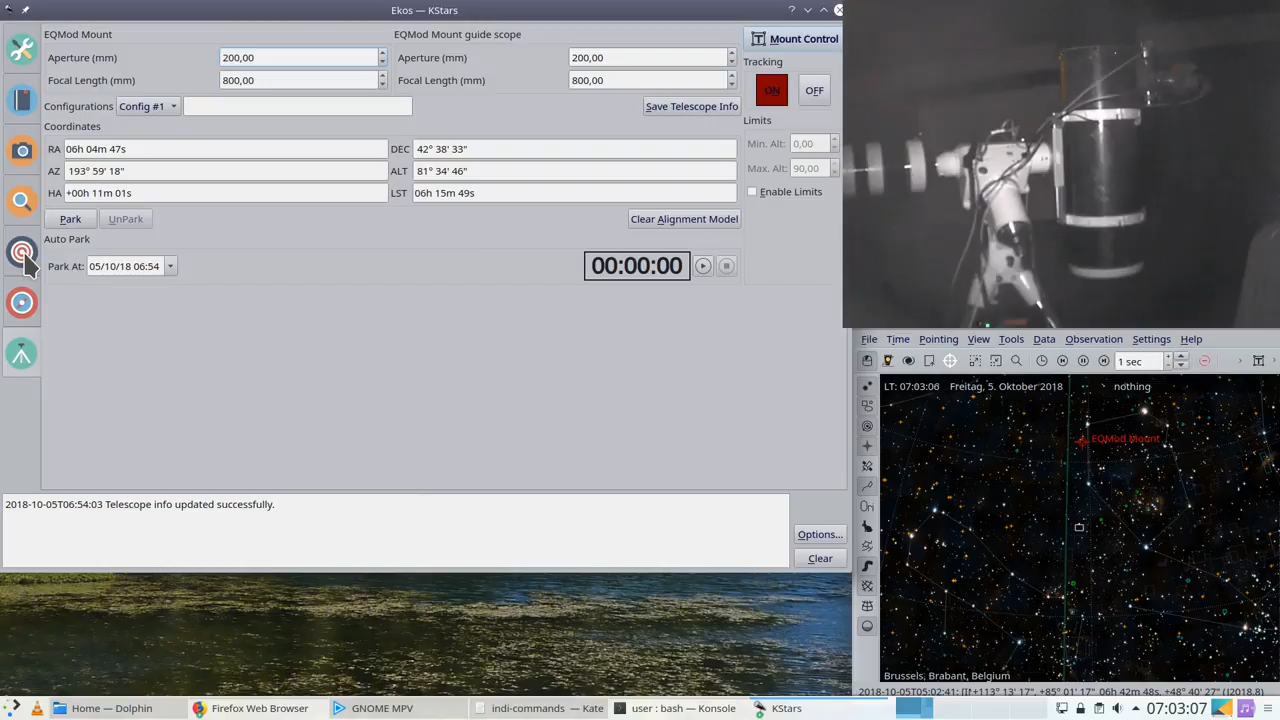 Ekos — KStars
EQMod Mount
EQMod Mount guide scope
Mount Control
Aperture (mm) 200,00 Aperture (mm) 200,00
Tracking
Focal Length (mm) 800,00 Focal Length (mm) 800,00
ON OFF
Configurations Config #1 Save Telescope Info
Coordinates
Limits
RA 06h 04m 47s DEC 42° 38' 33"
Min. Alt: 0,00
AZ 193° 59' 18" ALT 81° 34' 46"
Max. Alt: 90,00
HA +00h 11m 01s LST 06h 15m 49s
Enable Limits
Park UnPark Clear Alignment Model
Auto Park
Park At: 05/10/18 06:54 00:00:00
2018-10-05T06:54:03 Telescope info updated successfully.
Options...
Clear
File Time Pointing View Tools Data Observation Settings Help
1 sec
LT: 07:03:06 Freitag, 5. Oktober 2018 nothing
EQMod Mount
Ori
Brussels, Brabant, Belgium
Home — Dolphin Firefox Web Browser GNOME MPV indi-commands — Kate user : bash — Konsole KStars 07:03:07